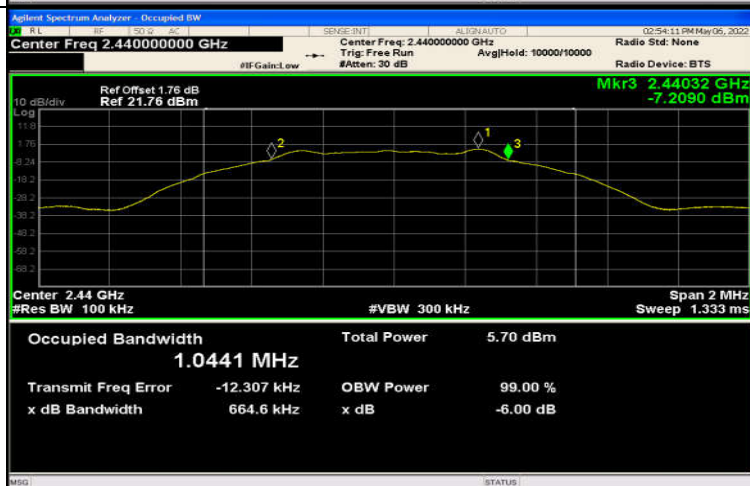 Agilent Spectrum Analyzer - Occupied BW
RL RF 50 Ω AC SENSE:INT ALIGNAUTO 02:54:11 PM May 06, 2022
Center Freq 2.440000000 GHz Center Freq: 2.440000000 GHz Radio Std: None
Trig: Free Run Avg|Hold: 10000/10000
#IFGain:Low #Atten: 30 dB Radio Device: BTS
Ref Offset 1.76 dB Mkr3 2.44032 GHz
10 dB/div Ref 21.76 dBm -7.2090 dBm
Log
11.8
1.76
-8.24
-18.2
-28.2
-38.2
-48.2
-58.2
-68.2
2
1
3
Center 2.44 GHz Span 2 MHz
#Res BW 100 kHz #VBW 300 kHz Sweep 1.333 ms
Occupied Bandwidth Total Power 5.70 dBm
1.0441 MHz
Transmit Freq Error -12.307 kHz OBW Power 99.00 %
x dB Bandwidth 664.6 kHz x dB -6.00 dB
MSG STATUS